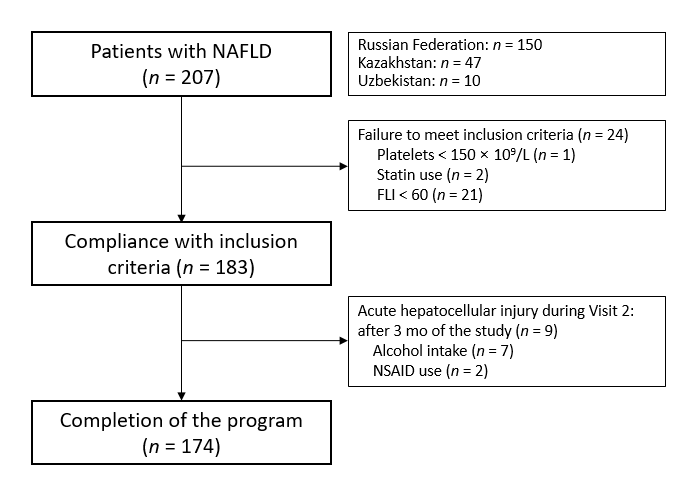 Patients with NAFLD
(n = 207)
Russian Federation: n = 150
Kazakhstan: n = 47
Uzbekistan: n = 10
Failure to meet inclusion criteria (n = 24)
Platelets < 150 × 10⁹/L (n = 1)
Statin use (n = 2)
FLI < 60 (n = 21)
Compliance with inclusion
criteria (n = 183)
Acute hepatocellular injury during Visit 2:
after 3 mo of the study (n = 9)
Alcohol intake (n = 7)
NSAID use (n = 2)
Completion of the program
(n = 174)